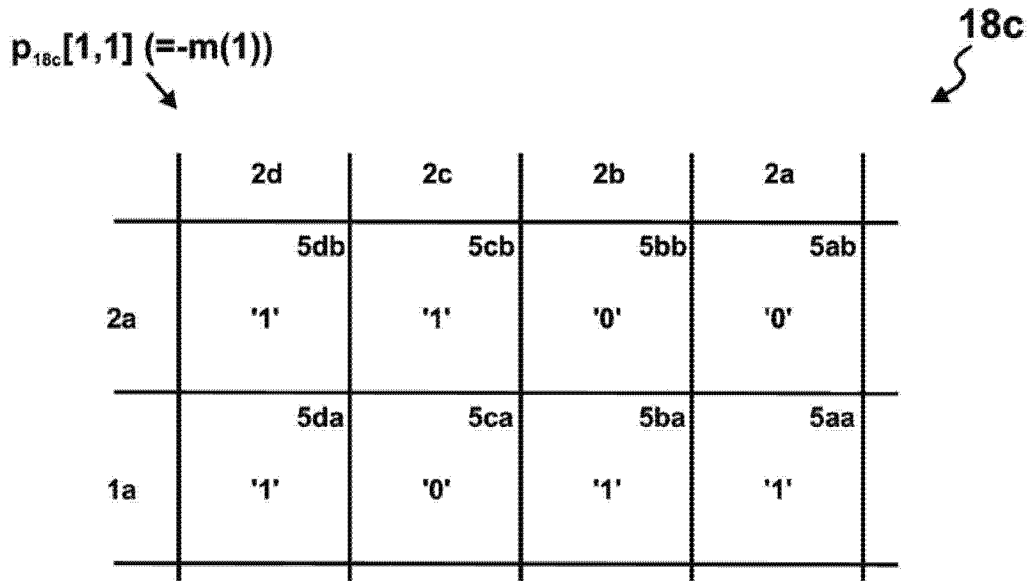 18c
p₁₈c[1,1] (=-m(1))
2d 2c 2b 2a
5db 5cb 5bb 5ab
2a '1' '1' '0' '0'
5da 5ca 5ba 5aa
1a '1' '0' '1' '1'